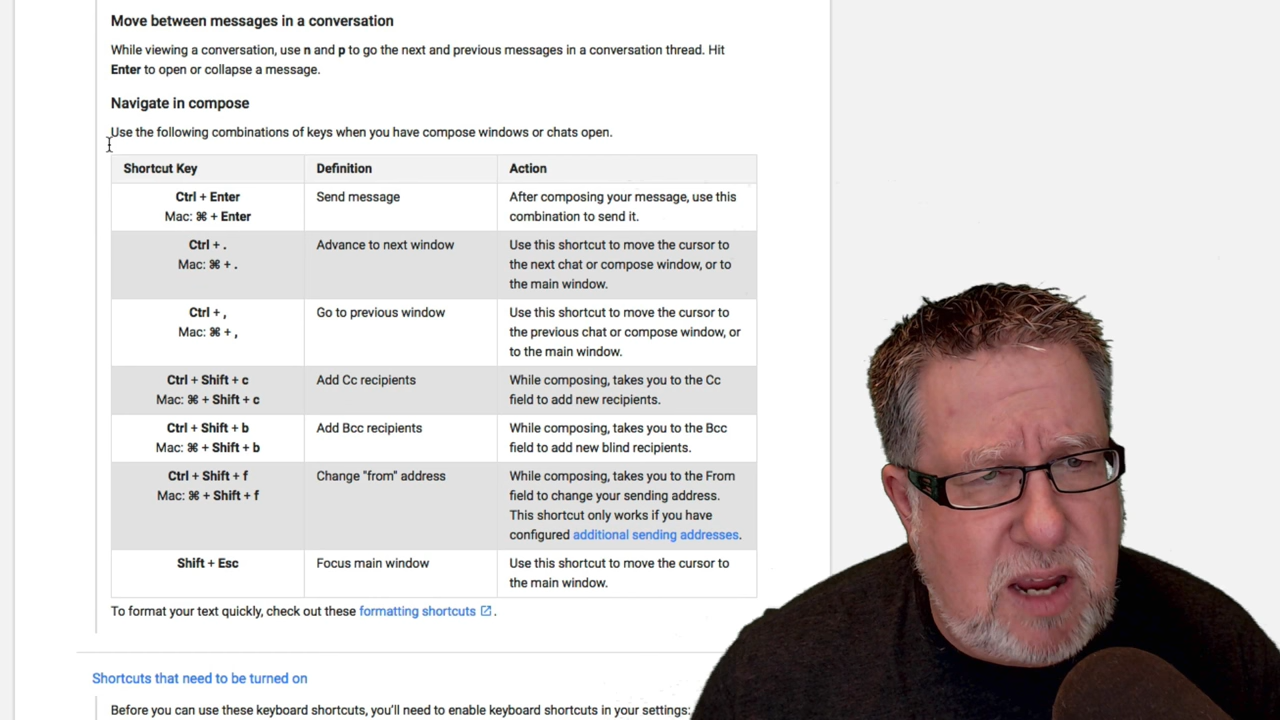 Move between messages in a conversation
While viewing a conversation, use n and p to go the next and previous messages in a conversation thread. Hit
Enter to open or collapse a message.
Navigate in compose
Use the following combinations of keys when you have compose windows or chats open.
Shortcut Key Definition Action
Ctrl + Enter Send message After composing your message, use this
Mac: ⌘ + Enter combination to send it.
Ctrl + . Advance to next window Use this shortcut to move the cursor to
Mac: ⌘ + . the next chat or compose window, or to
the main window.
Ctrl + , Go to previous window Use this shortcut to move the cursor to
Mac: ⌘ + , the previous chat or compose window, or
to the main window.
Ctrl + Shift + c Add Cc recipients While composing, takes you to the Cc
Mac: ⌘ + Shift + c field to add new recipients.
Ctrl + Shift + b Add Bcc recipients While composing, takes you to the Bcc
Mac: ⌘ + Shift + b field to add new blind recipients.
Ctrl + Shift + f Change "from" address While composing, takes you to the From
Mac: ⌘ + Shift + f field to change your sending address.
This shortcut only works if you have
configured additional sending addresses.
Shift + Esc Focus main window Use this shortcut to move the cursor to
the main window.
To format your text quickly, check out these formatting shortcuts .
Shortcuts that need to be turned on
Before you can use these keyboard shortcuts, you'll need to enable keyboard shortcuts in your settings: